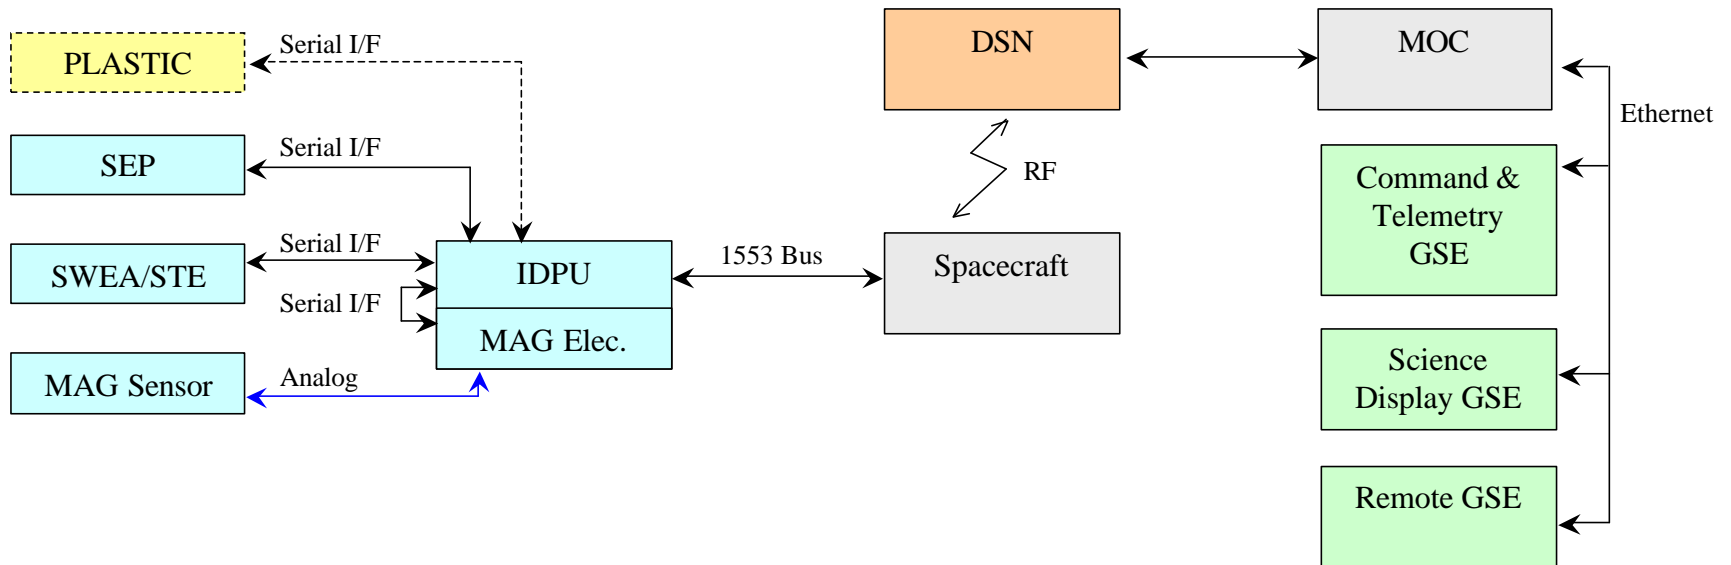 PLASTIC
Serial I/F
DSN
MOC
Ethernet
SEP
Serial I/F
RF
Command &
Telemetry
GSE
SWEA/STE
Serial I/F
Serial I/F
IDPU
MAG Elec.
1553 Bus
Spacecraft
MAG Sensor
Analog
Science
Display GSE
Remote GSE